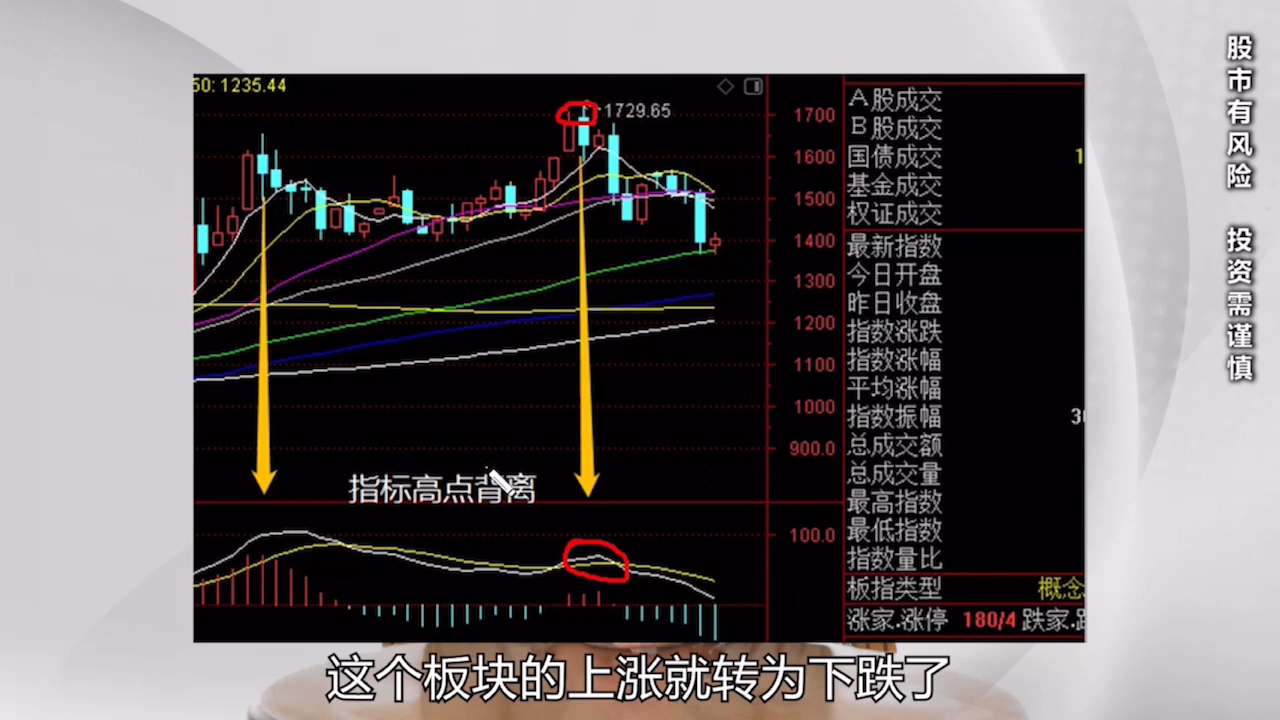 50: 1235.44
1729.65
1700
1600
1500
1400
1300
1200
1100
1000
900.0
指标高点背离
100.0
A股成交
B股成交
国债成交
1
基金成交
权证成交
最新指数
今日开盘
昨日收盘
指数涨跌
指数涨幅
平均涨幅
指数振幅
总成交额
总成交量
最高指数
最低指数
指数量比
板指类型 概念
涨家.涨停 180/4 跌家.
股市有风险 投资需谨慎
这个板块的上涨就转为下跌了